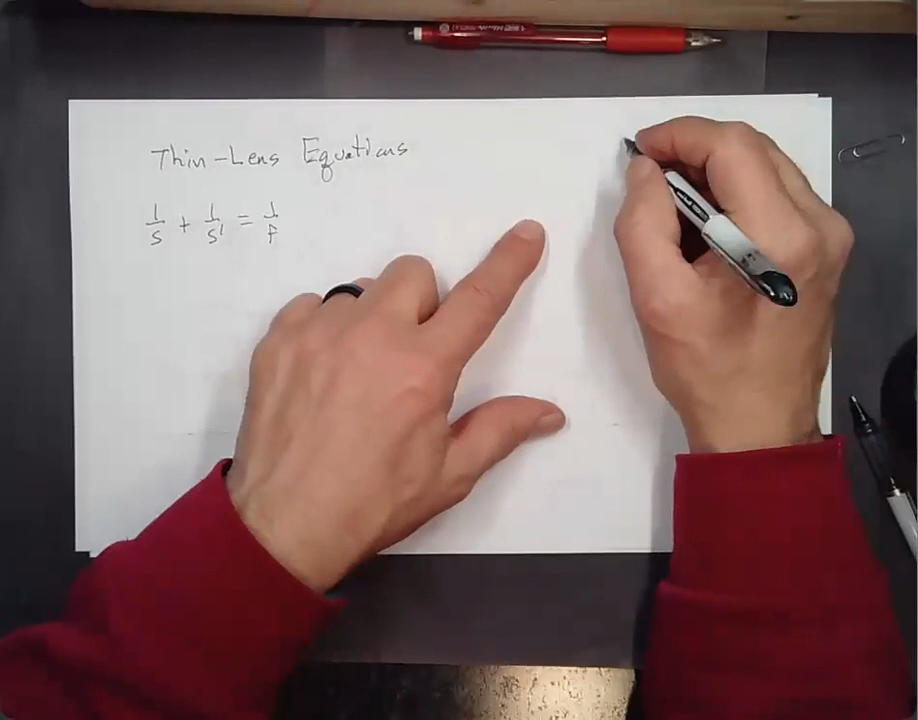 Thin-Lens Equations
1/s + 1/s' = 1/f